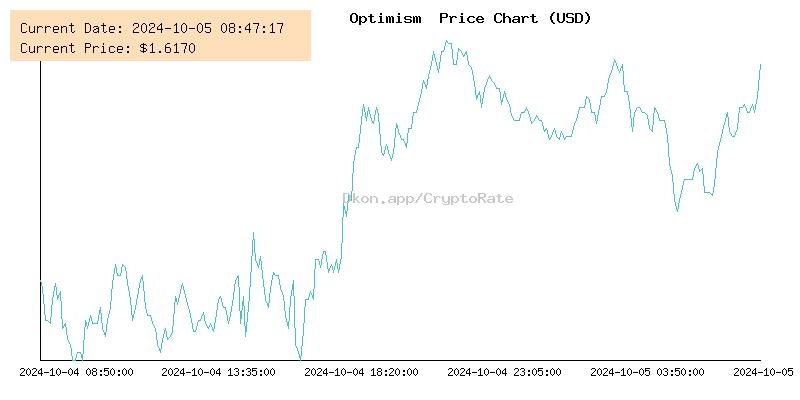 Optimism  Price Chart (USD)
Current Date: 2024-10-05 08:47:17
Current Price: $1.6170
Dkon.app/CryptoRate
2024-10-04 08:50:00 2024-10-04 13:35:00 2024-10-04 18:20:00 2024-10-04 23:05:00 2024-10-05 03:50:00 2024-10-05